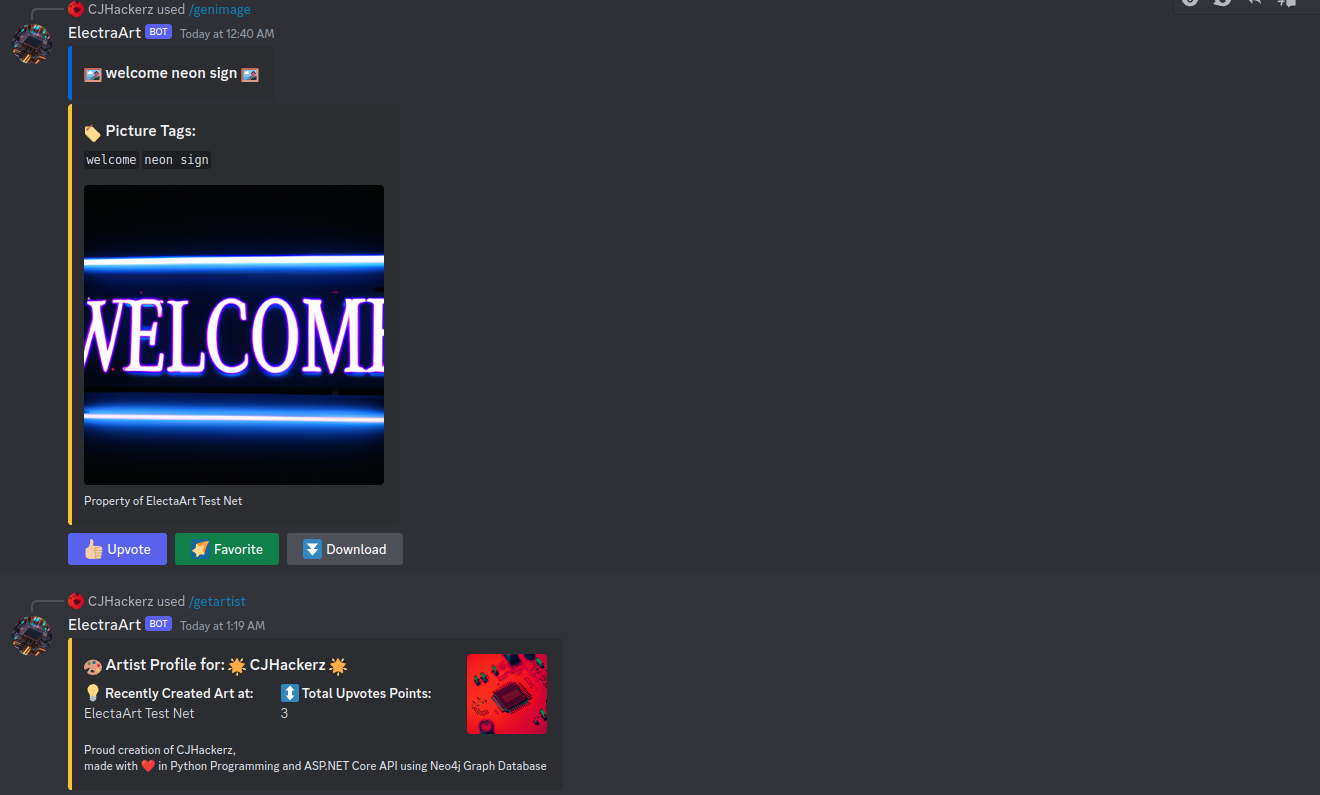 CJHackerz used /genimage
ElectraArt BOT Today at 12:40 AM
welcome neon sign
Picture Tags:
welcome neon sign
WELCOME
Property of ElectaArt Test Net
Upvote Favorite Download
CJHackerz used /getartist
ElectraArt BOT Today at 1:19 AM
Artist Profile for: CJHackerz
Recently Created Art at: Total Upvotes Points:
ElectaArt Test Net 3
Proud creation of CJHackerz,
made with ❤️ in Python Programming and ASP.NET Core API using Neo4j Graph Database